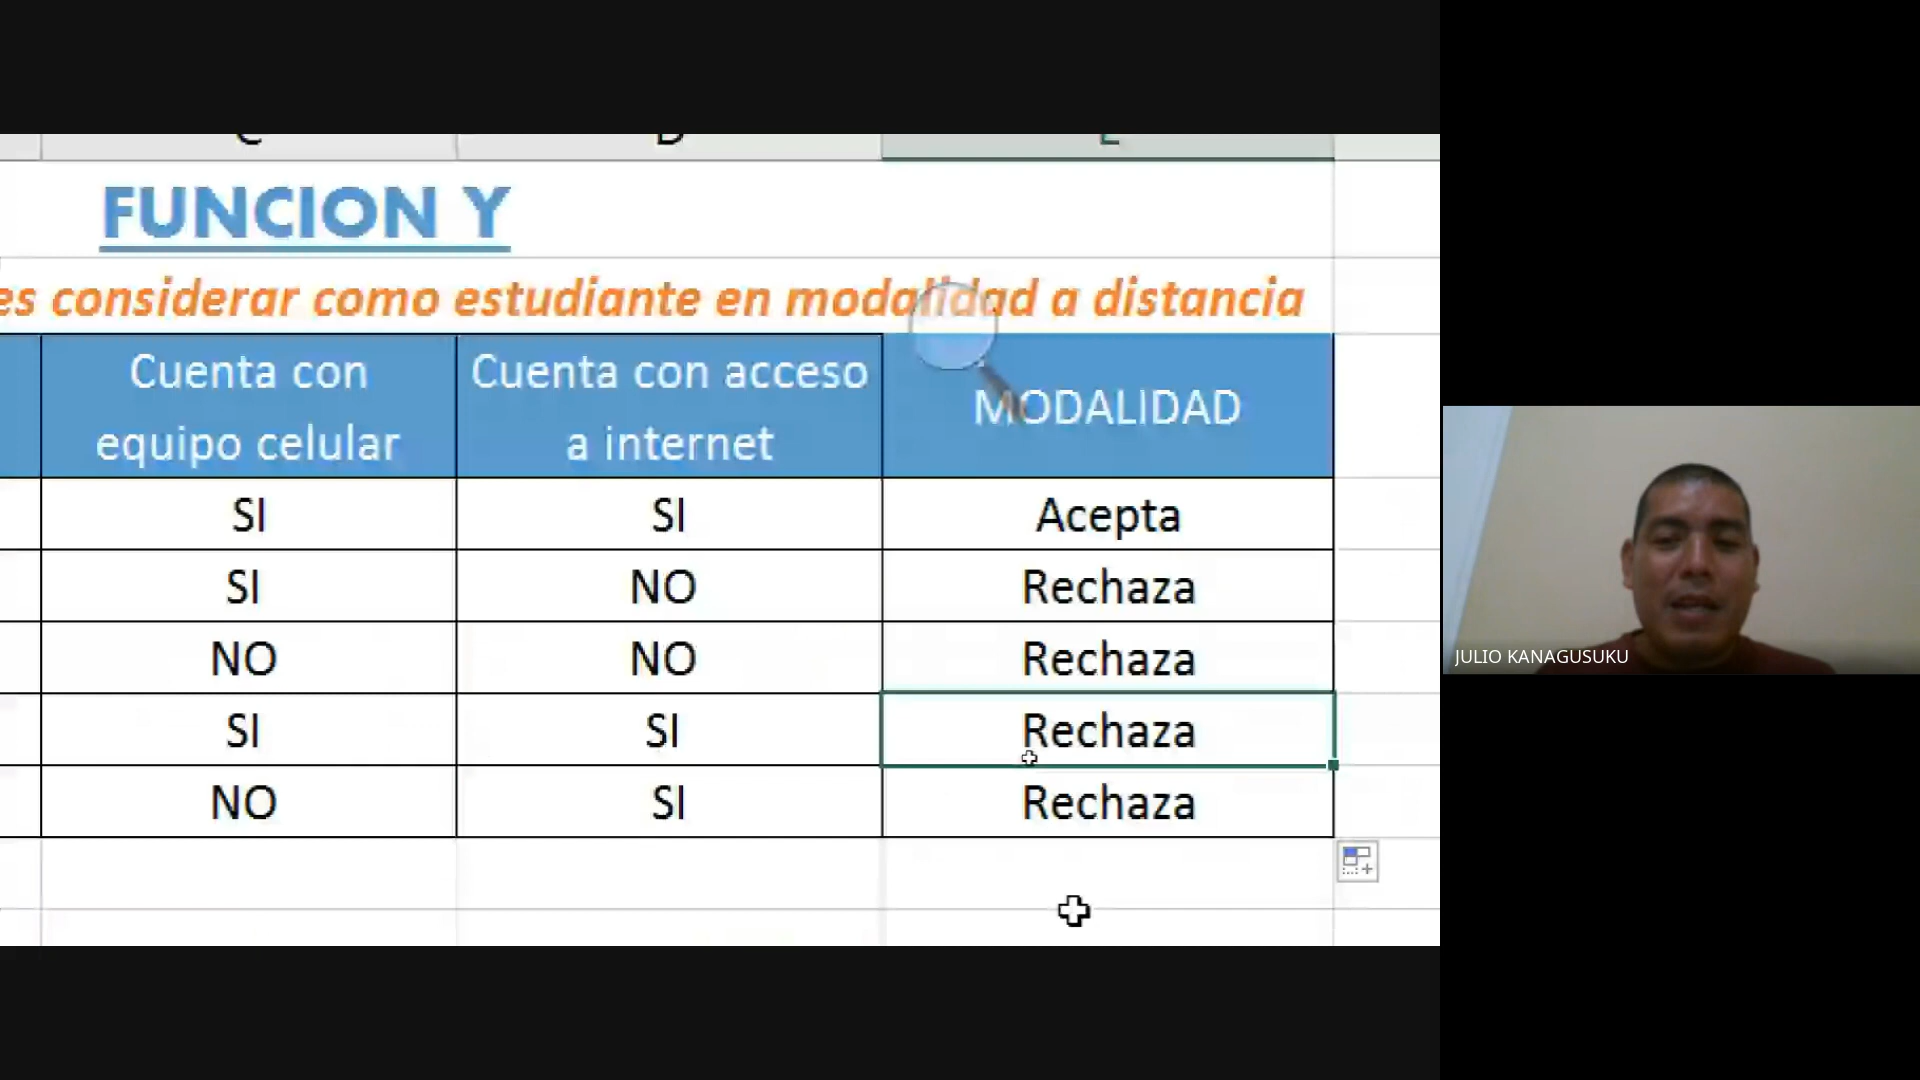 C D E
FUNCION Y
es considerar como estudiante en modalidad a distancia
Cuenta con equipo celular
Cuenta con acceso a internet
MODALIDAD
SI SI Acepta
SI NO Rechaza
NO NO Rechaza
SI SI Rechaza
NO SI Rechaza
JULIO KANAGUSUKU